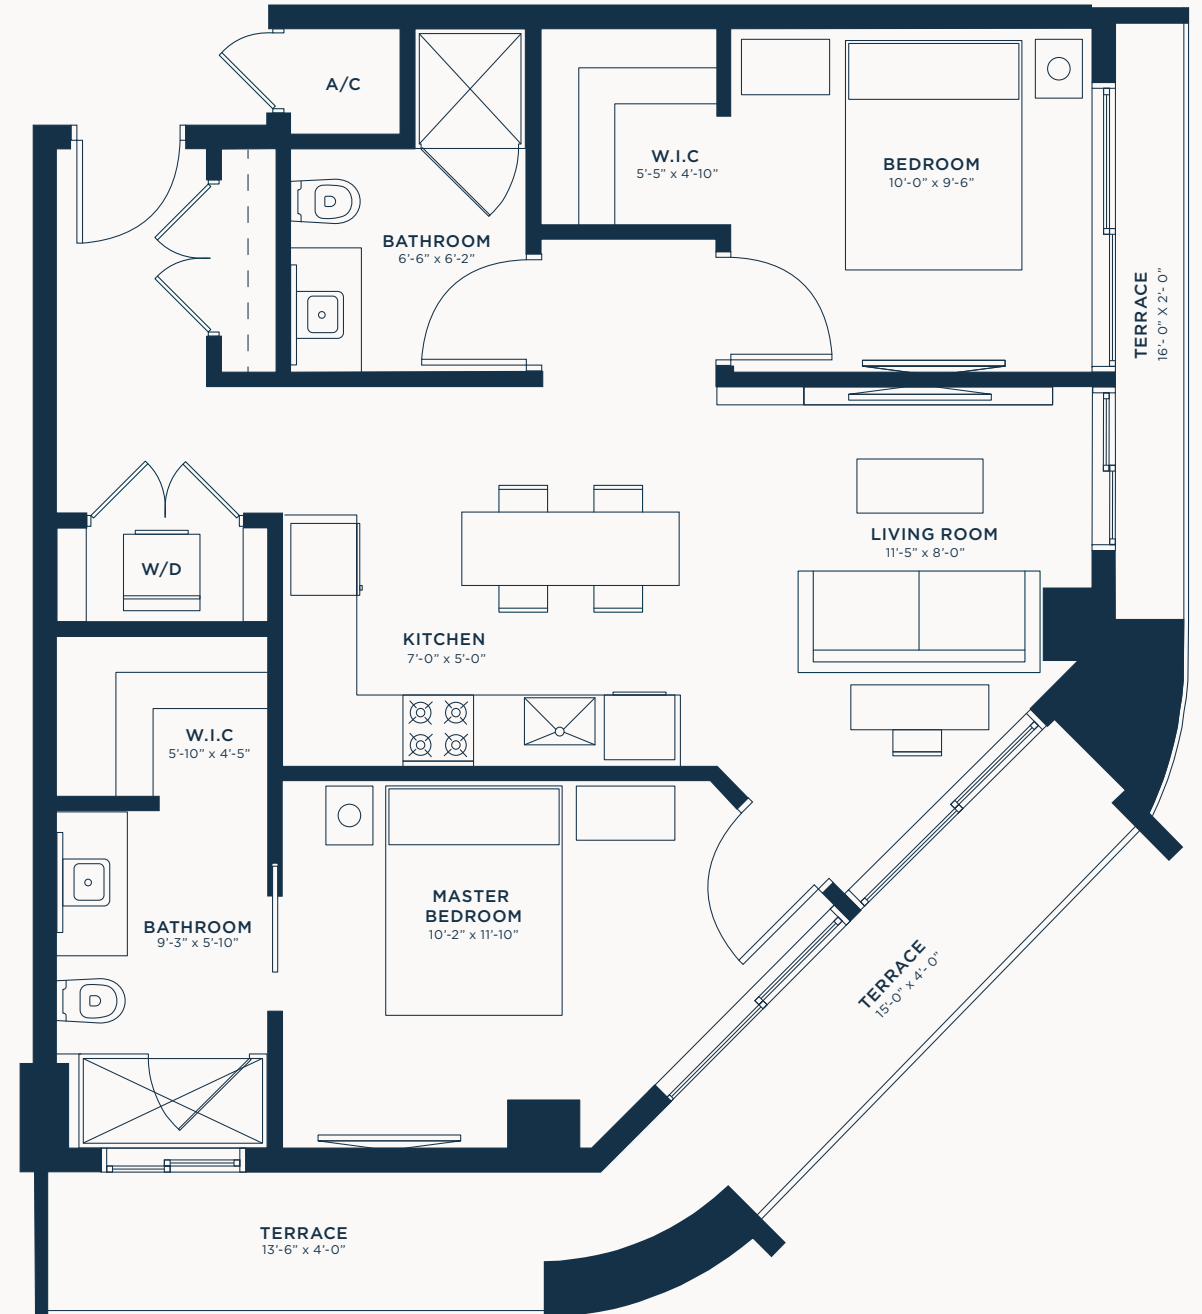 A/C
W.I.C
5'-5" x 4'-10"
BEDROOM
10'-0" x 9'-6"
BATHROOM
6'-6" x 6'-2"
TERRACE
16'- 0" X 2'- 0"
LIVING ROOM
11'-5" x 8'-0"
W/D
KITCHEN
7'-0" x 5'-0"
W.I.C
5'-10" x 4'-5"
MASTER
BEDROOM
10'-2" x 11'-10"
BATHROOM
9'-3" x 5'-10"
TERRACE
15'-0" x 4'- 0"
TERRACE
13'-6" x 4'-0"